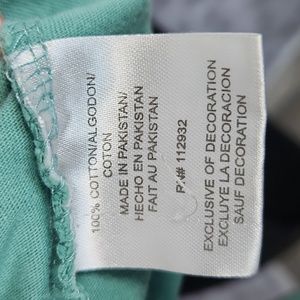 100% COTTON/ALGODON/
COTON
MADE IN PAKISTAN/
HECHO EN PAKISTAN/
FAIT AU PAKISTAN
112932
EXCLUSIVE OF DECORATION
EXCLUYE LA DECORACION
SAUF DECORATION